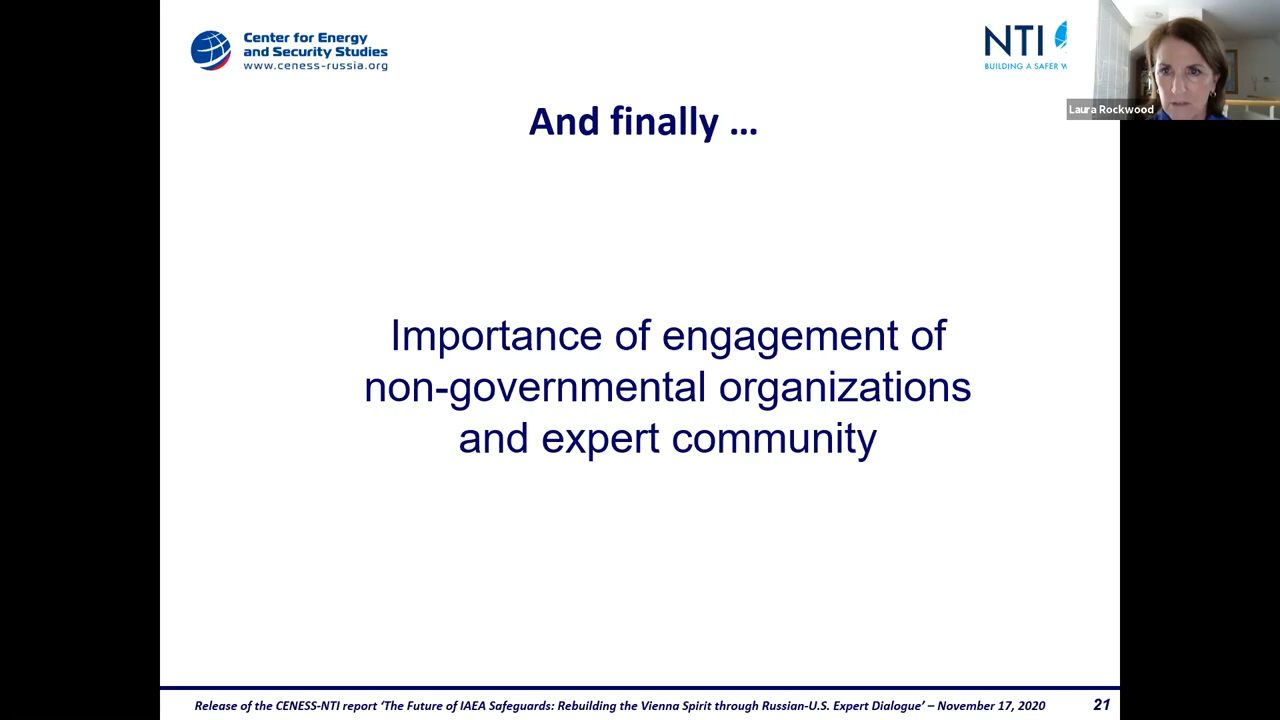 Center for Energy
and Security Studies
www.ceness-russia.org
NTI
BUILDING A SAFER W
Laura Rockwood
And finally …
Importance of engagement of
non-governmental organizations
and expert community
Release of the CENESS-NTI report ‘The Future of IAEA Safeguards: Rebuilding the Vienna Spirit through Russian-U.S. Expert Dialogue’ – November 17, 2020
21